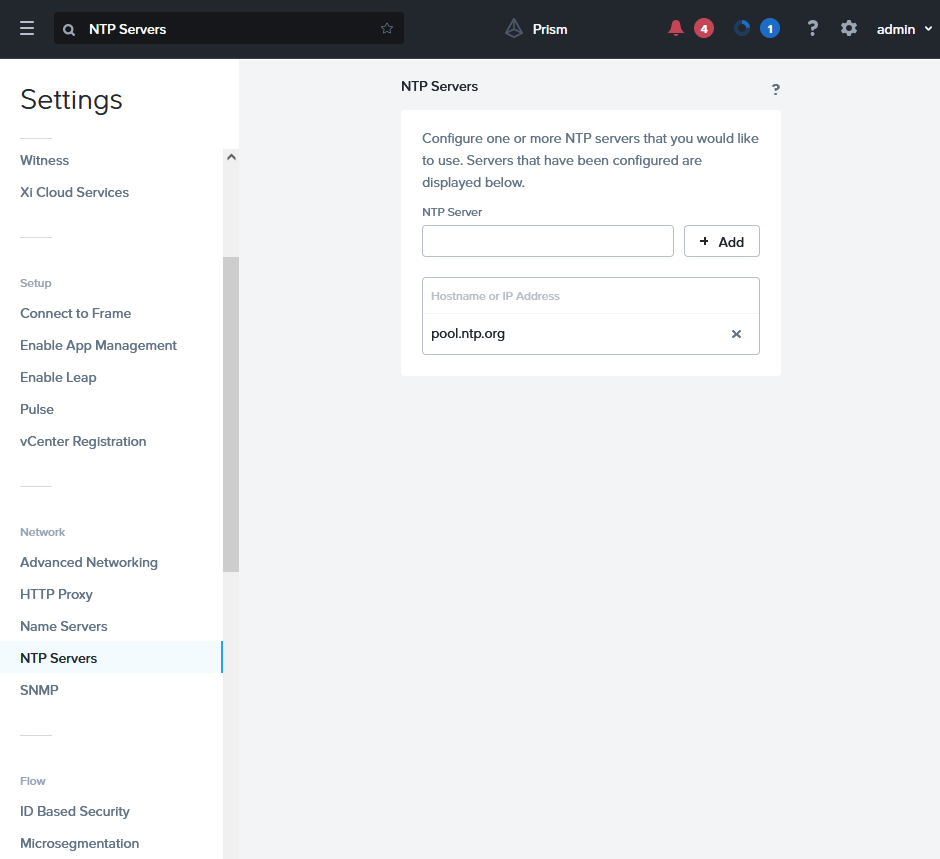 NTP Servers
Prism
4
1
?
admin
Settings
Witness
Xi Cloud Services
Setup
Connect to Frame
Enable App Management
Enable Leap
Pulse
vCenter Registration
Network
Advanced Networking
HTTP Proxy
Name Servers
NTP Servers
SNMP
Flow
ID Based Security
Microsegmentation
NTP Servers
?
Configure one or more NTP servers that you would like
to use. Servers that have been configured are
displayed below.
NTP Server
+ Add
Hostname or IP Address
pool.ntp.org